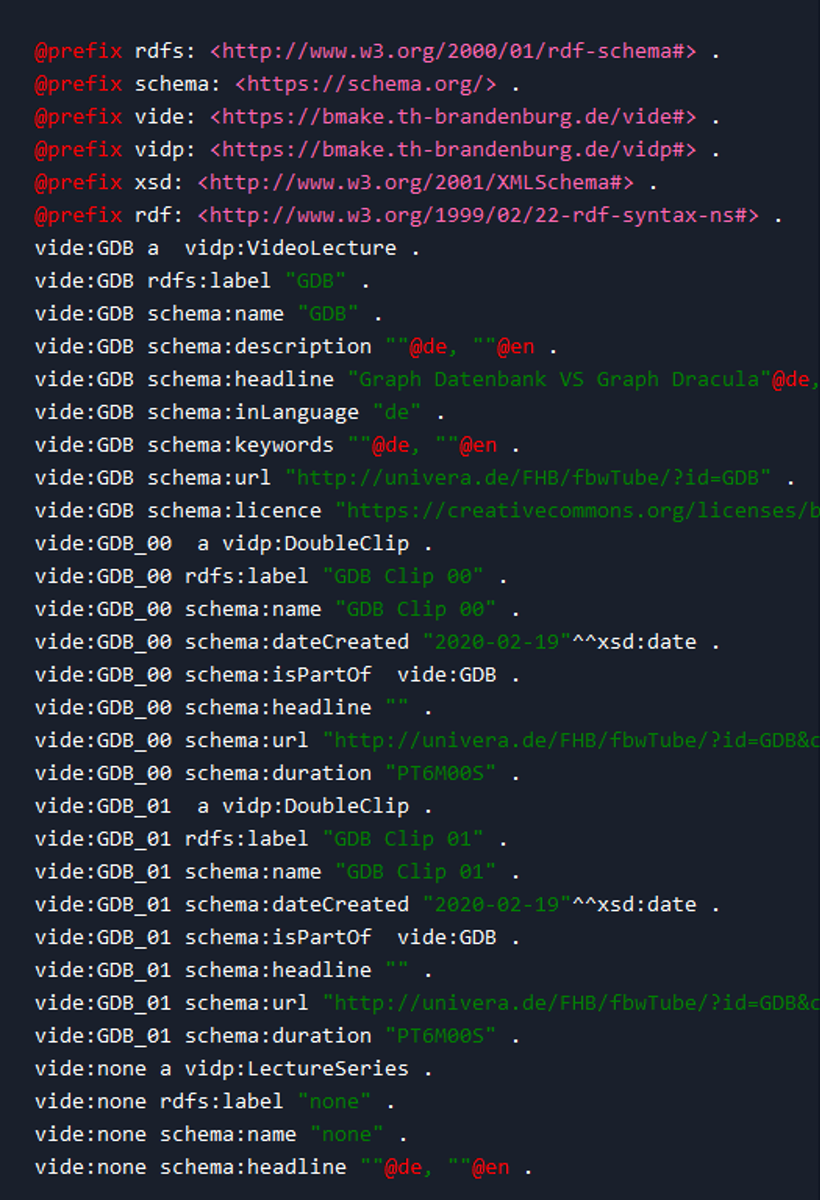 @prefix rdfs: <http://www.w3.org/2000/01/rdf-schema#> .
@prefix schema: <https://schema.org/> .
@prefix vide: <https://bmake.th-brandenburg.de/vide#> .
@prefix vidp: <https://bmake.th-brandenburg.de/vidp#> .
@prefix xsd: <http://www.w3.org/2001/XMLSchema#> .
@prefix rdf: <http://www.w3.org/1999/02/22-rdf-syntax-ns#> .
vide:GDB a  vidp:VideoLecture .
vide:GDB rdfs:label "GDB" .
vide:GDB schema:name "GDB" .
vide:GDB schema:description ""@de, ""@en .
vide:GDB schema:headline "Graph Datenbank VS Graph Dracula"@de,
vide:GDB schema:inLanguage "de" .
vide:GDB schema:keywords ""@de, ""@en .
vide:GDB schema:url "http://univera.de/FHB/fbwTube/?id=GDB" .
vide:GDB schema:licence "https://creativecommons.org/licenses/b
vide:GDB_00  a vidp:DoubleClip .
vide:GDB_00 rdfs:label "GDB Clip 00" .
vide:GDB_00 schema:name "GDB Clip 00" .
vide:GDB_00 schema:dateCreated "2020-02-19"^^xsd:date .
vide:GDB_00 schema:isPartOf  vide:GDB .
vide:GDB_00 schema:headline "" .
vide:GDB_00 schema:url "http://univera.de/FHB/fbwTube/?id=GDB&c
vide:GDB_00 schema:duration "PT6M00S" .
vide:GDB_01  a vidp:DoubleClip .
vide:GDB_01 rdfs:label "GDB Clip 01" .
vide:GDB_01 schema:name "GDB Clip 01" .
vide:GDB_01 schema:dateCreated "2020-02-19"^^xsd:date .
vide:GDB_01 schema:isPartOf  vide:GDB .
vide:GDB_01 schema:headline "" .
vide:GDB_01 schema:url "http://univera.de/FHB/fbwTube/?id=GDB&c
vide:GDB_01 schema:duration "PT6M00S" .
vide:none a vidp:LectureSeries .
vide:none rdfs:label "none" .
vide:none schema:name "none" .
vide:none schema:headline ""@de, ""@en .